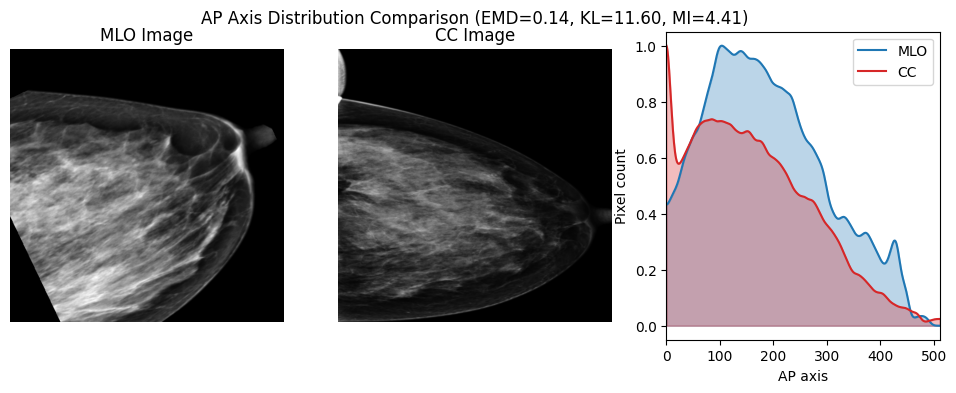 AP Axis Distribution Comparison (EMD=0.14, KL=11.60, MI=4.41)
MLO Image
CC Image
MLO
CC
Pixel count
1.0
0.8
0.6
0.4
0.2
0.0
0 100 200 300 400 500
AP axis